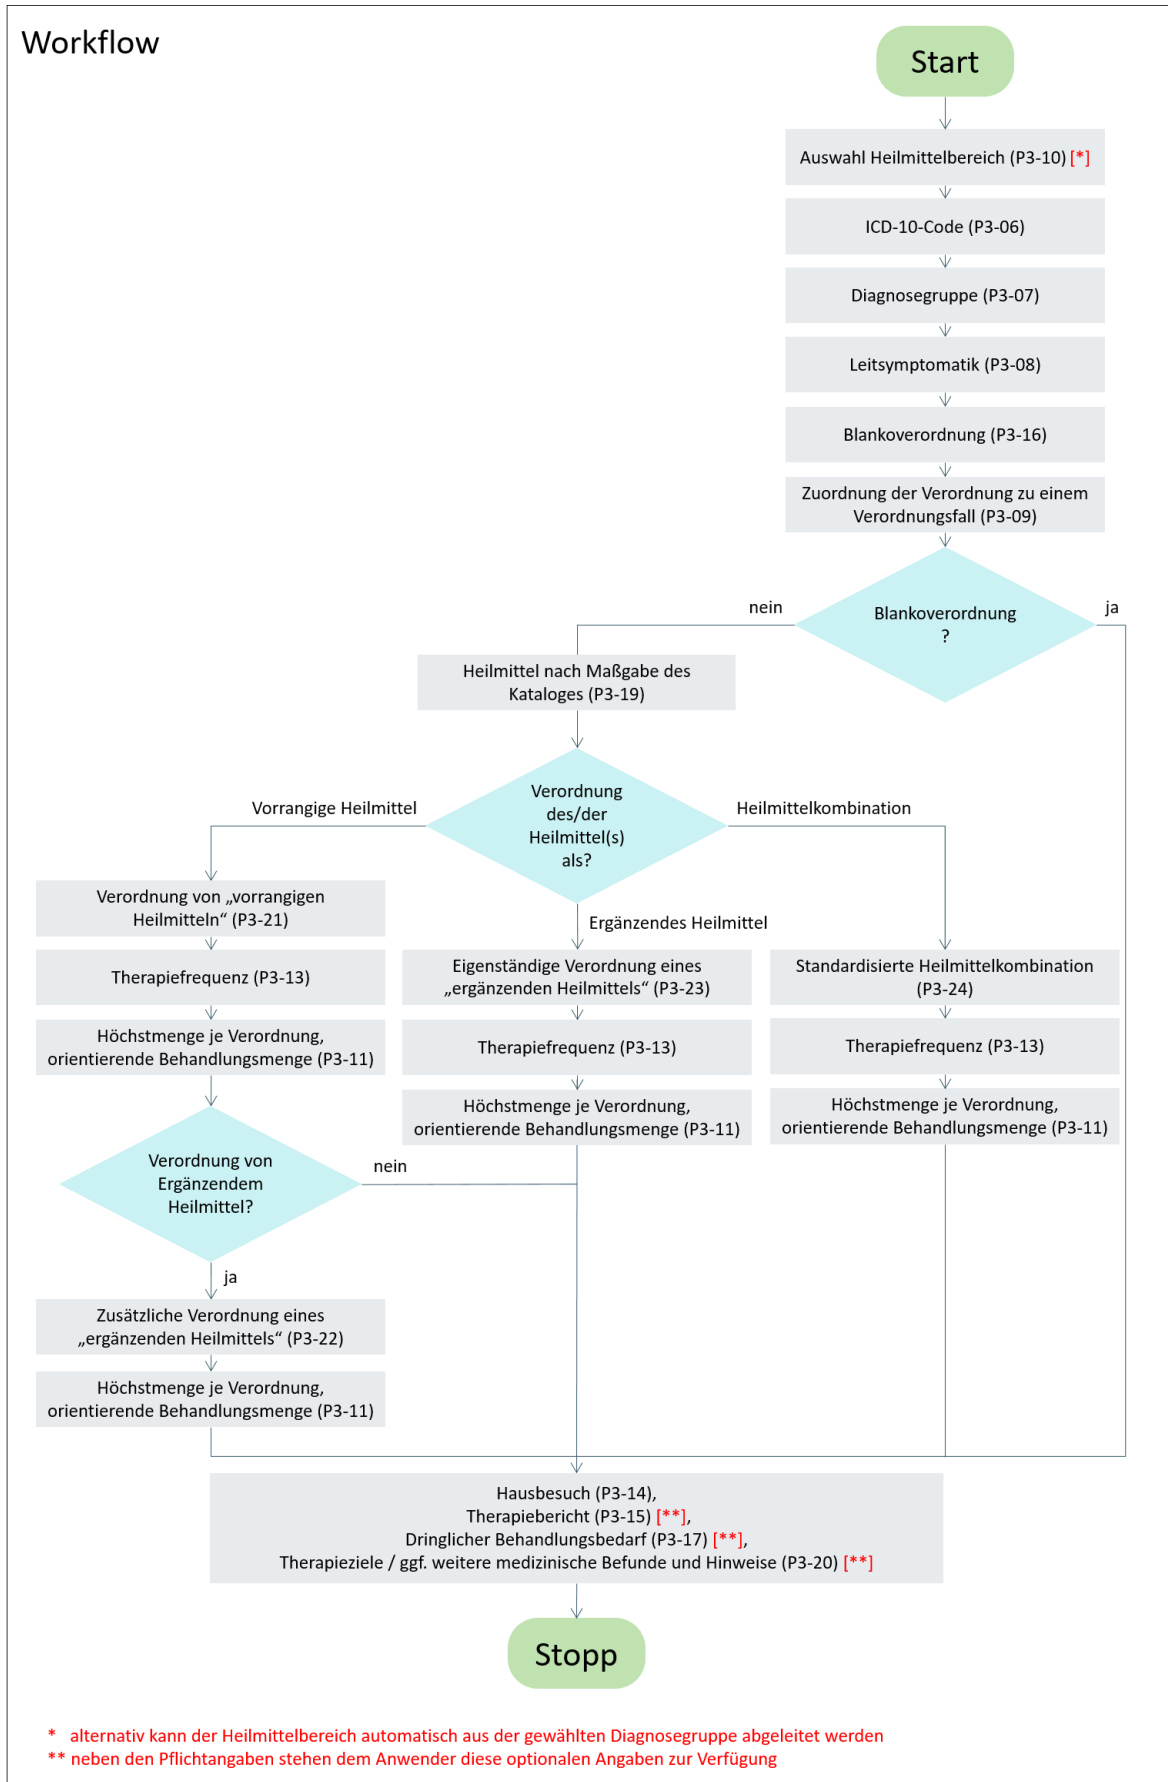 Workflow
Start
Auswahl Heilmittelbereich (P3-10) [*]
ICD-10-Code (P3-06)
Diagnosegruppe (P3-07)
Leitsymptomatik (P3-08)
Blankoverordnung (P3-16)
Zuordnung der Verordnung zu einem
Verordnungsfall (P3-09)
Blankoverordnung
?
nein
ja
Heilmittel nach Maßgabe des
Kataloges (P3-19)
Verordnung
des/der
Heilmittel(s)
als?
Vorrangige Heilmittel
Heilmittelkombination
Ergänzendes Heilmittel
Verordnung von „vorrangigen
Heilmitteln“ (P3-21)
Therapiefrequenz (P3-13)
Höchstmenge je Verordnung,
orientierende Behandlungsmenge (P3-11)
Eigenständige Verordnung eines
„ergänzenden Heilmittels“ (P3-23)
Therapiefrequenz (P3-13)
Höchstmenge je Verordnung,
orientierende Behandlungsmenge (P3-11)
Standardisierte Heilmittelkombination
(P3-24)
Therapiefrequenz (P3-13)
Höchstmenge je Verordnung,
orientierende Behandlungsmenge (P3-11)
Verordnung von
Ergänzendem
Heilmittel?
nein
ja
Zusätzliche Verordnung eines
„ergänzenden Heilmittels“ (P3-22)
Höchstmenge je Verordnung,
orientierende Behandlungsmenge (P3-11)
Hausbesuch (P3-14),
Therapiebericht (P3-15) [**],
Dringlicher Behandlungsbedarf (P3-17) [**],
Therapieziele / ggf. weitere medizinische Befunde und Hinweise (P3-20) [**]
Stopp
* alternativ kann der Heilmittelbereich automatisch aus der gewählten Diagnosegruppe abgeleitet werden
** neben den Pflichtangaben stehen dem Anwender diese optionalen Angaben zur Verfügung